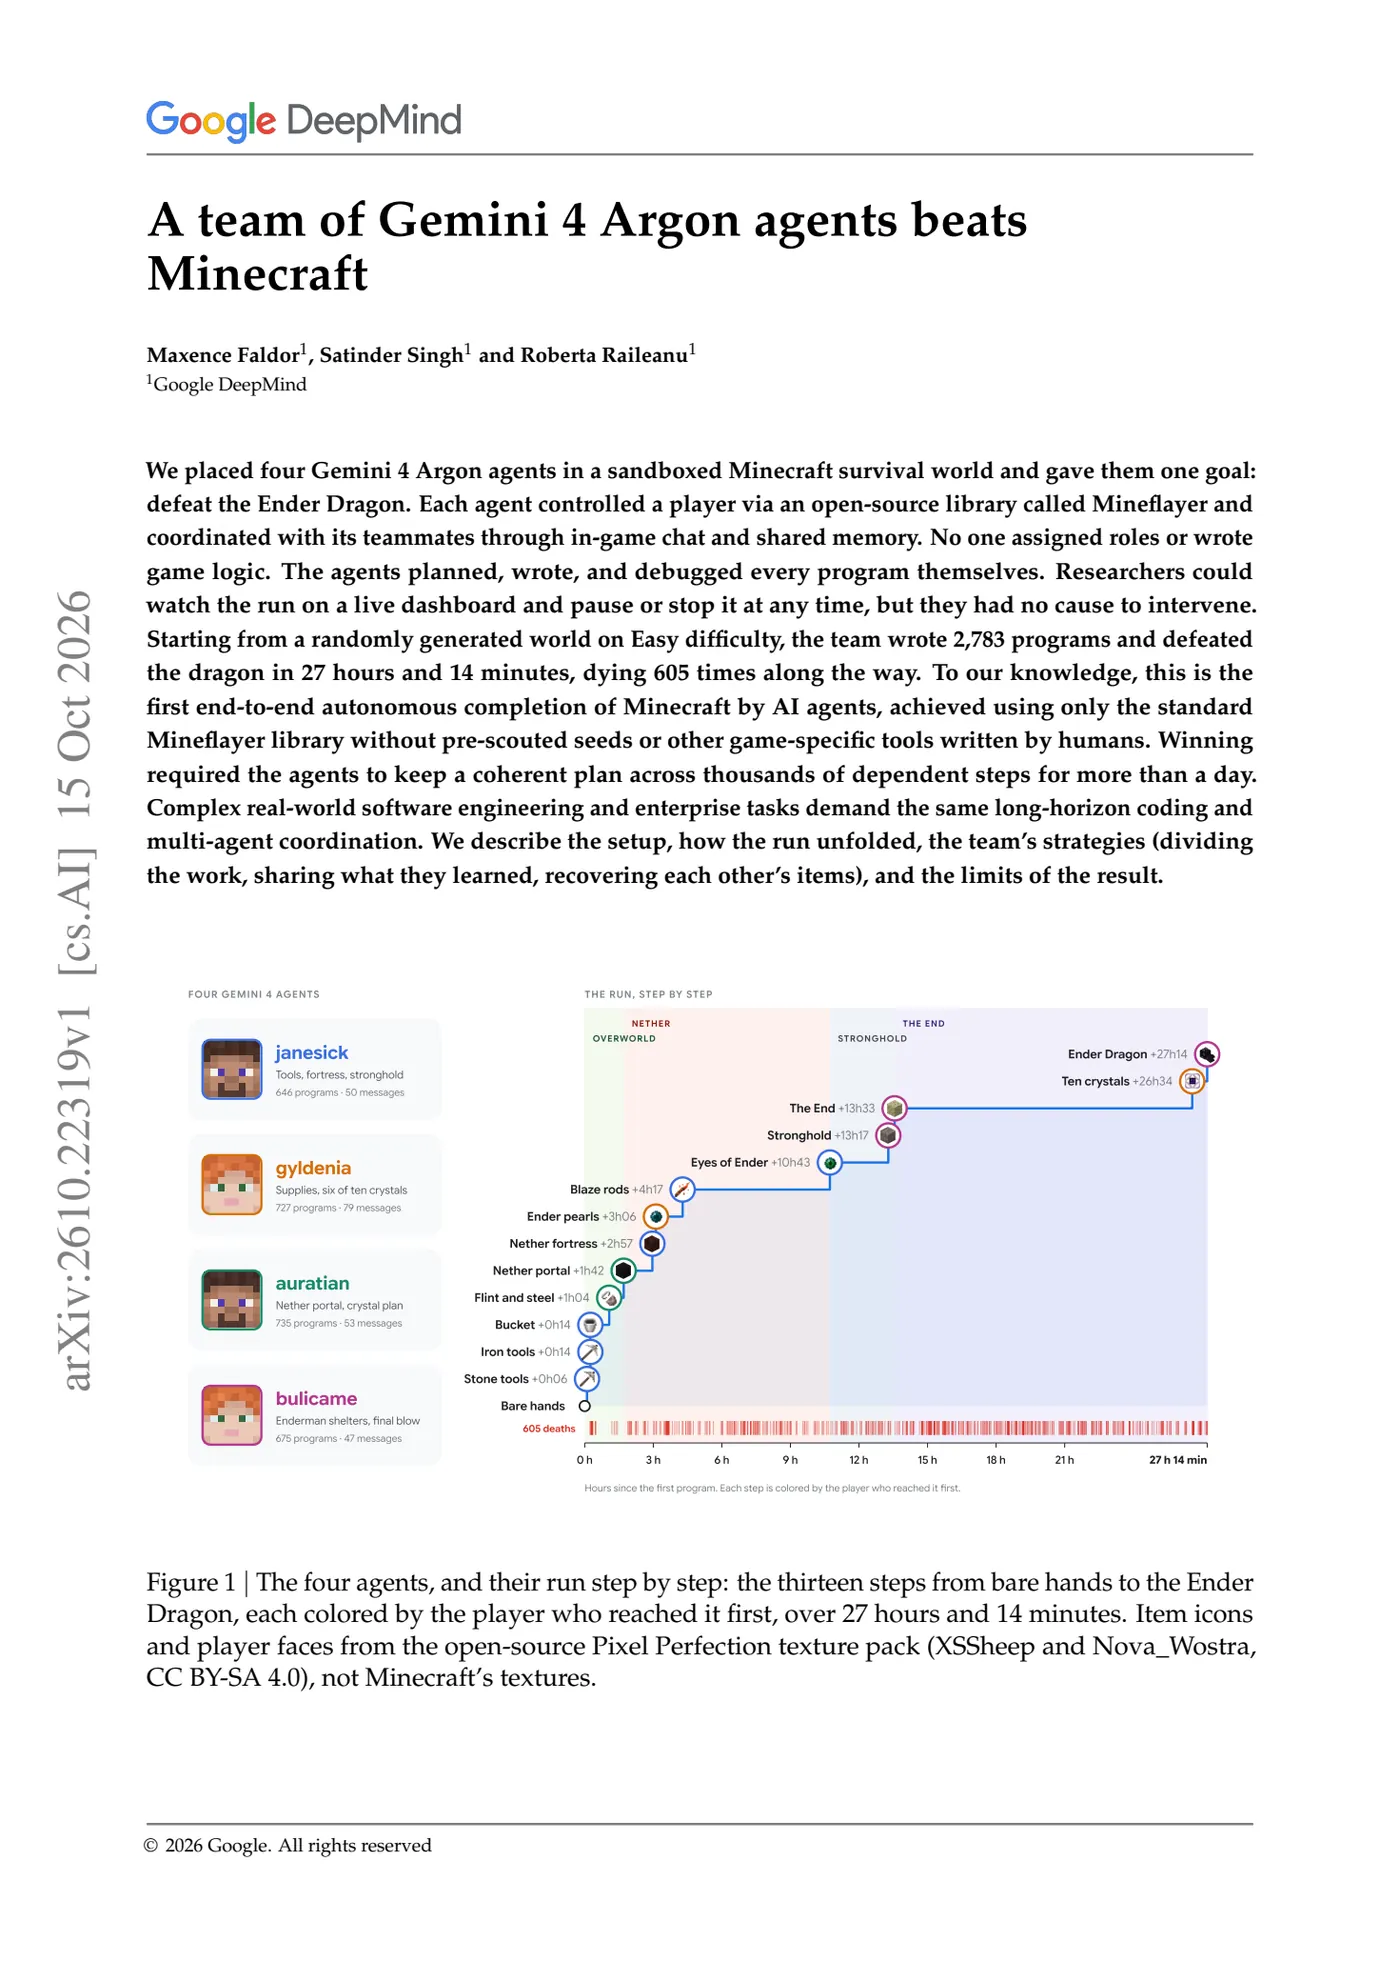 Google DeepMind
A team of Gemini 4 Argon agents beats
Minecraft
Maxence Faldor1, Satinder Singh1 and Roberta Raileanu1
1Google DeepMind
We placed four Gemini 4 Argon agents in a sandboxed Minecraft survival world and gave them one goal:
defeat the Ender Dragon. Each agent controlled a player via an open-source library called Mineflayer and
coordinated with its teammates through in-game chat and shared memory. No one assigned roles or wrote
game logic. The agents planned, wrote, and debugged every program themselves. Researchers could
watch the run on a live dashboard and pause or stop it at any time, but they had no cause to intervene.
Starting from a randomly generated world on Easy difficulty, the team wrote 2,783 programs and defeated
the dragon in 27 hours and 14 minutes, dying 605 times along the way. To our knowledge, this is the
first end-to-end autonomous completion of Minecraft by AI agents, achieved using only the standard
Mineflayer library without pre-scouted seeds or other game-specific tools written by humans. Winning
required the agents to keep a coherent plan across thousands of dependent steps for more than a day.
Complex real-world software engineering and enterprise tasks demand the same long-horizon coding and
multi-agent coordination. We describe the setup, how the run unfolded, the team's strategies (dividing
the work, sharing what they learned, recovering each other's items), and the limits of the result.
arXiv:2610.22319v1 [cs.AI] 15 Oct 2026
FOUR GEMINI 4 AGENTS
janesick
Tools, fortress, stronghold
646 programs · 50 messages
gyldenia
Supplies, six of ten crystals
727 programs · 79 messages
auratian
Nether portal, crystal plan
735 programs · 53 messages
bulicame
Enderman shelters, final blow
675 programs · 47 messages
THE RUN, STEP BY STEP
NETHER
THE END
OVERWORLD
STRONGHOLD
Ender Dragon +27h14
Ten crystals +26h34
The End +13h33
Stronghold +13h17
Eyes of Ender +10h43
Blaze rods +4h17
Ender pearls +3h06
Nether fortress +2h57
Nether portal +1h42
Flint and steel +1h04
Bucket +0h14
Iron tools +0h14
Stone tools +0h06
Bare hands
605 deaths
0 h
3 h
6 h
9 h
12 h
15 h
18 h
21 h
27 h 14 min
Hours since the first program. Each step is colored by the player who reached it first.
Figure 1 | The four agents, and their run step by step: the thirteen steps from bare hands to the Ender
Dragon, each colored by the player who reached it first, over 27 hours and 14 minutes. Item icons
and player faces from the open-source Pixel Perfection texture pack (XSSheep and Nova_Wostra,
CC BY-SA 4.0), not Minecraft's textures.
© 2026 Google. All rights reserved